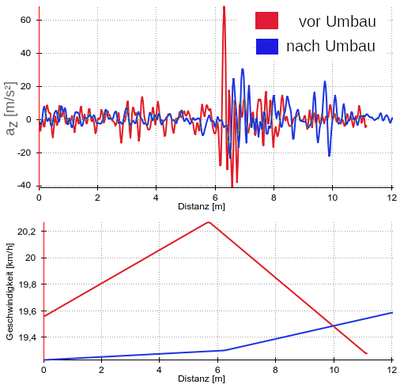 vor Umbau
nach Umbau
a_z [m/s²]
60
40
20
0
-20
-40
0 2 4 6 8 10 12
Distanz [m]
Geschwindigkeit [km/h]
20,2
20
19,8
19,6
19,4
0 2 4 6 8 10 12
Distanz [m]